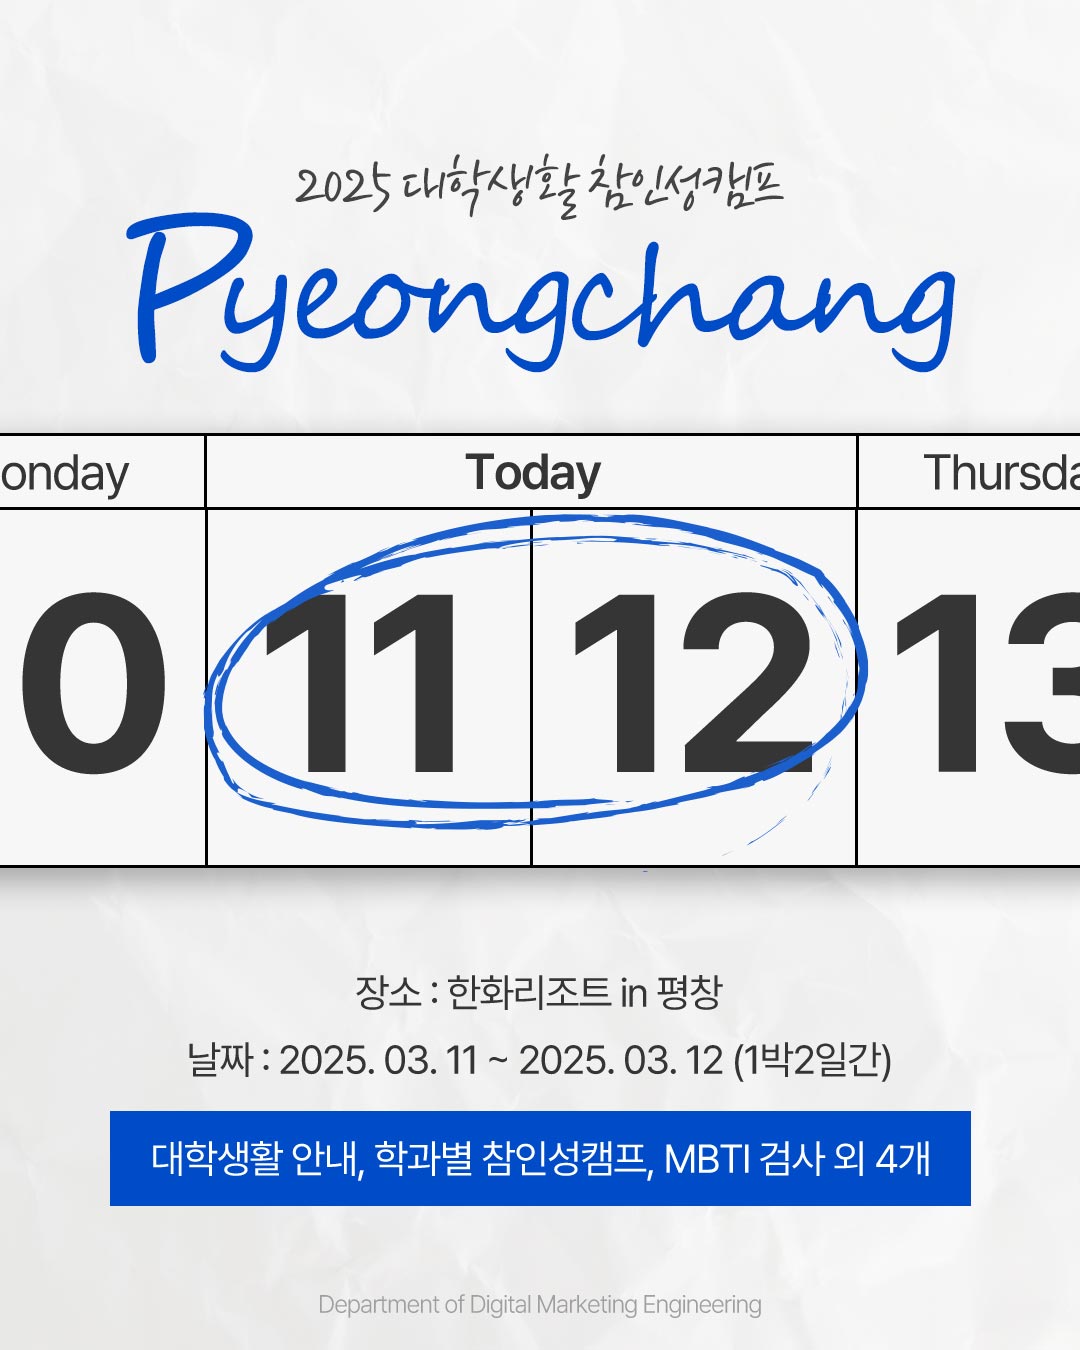 2025 대학생활 참인성캠프
Pyeongchang
onday Today Thursda
0 11 12 13
장소 : 한화리조트 in 평창
날짜 : 2025. 03. 11 ~ 2025. 03. 12 (1박2일간)
대학생활 안내, 학과별 참인성캠프, MBTI 검사 외 4개
Department of Digital Marketing Engineering